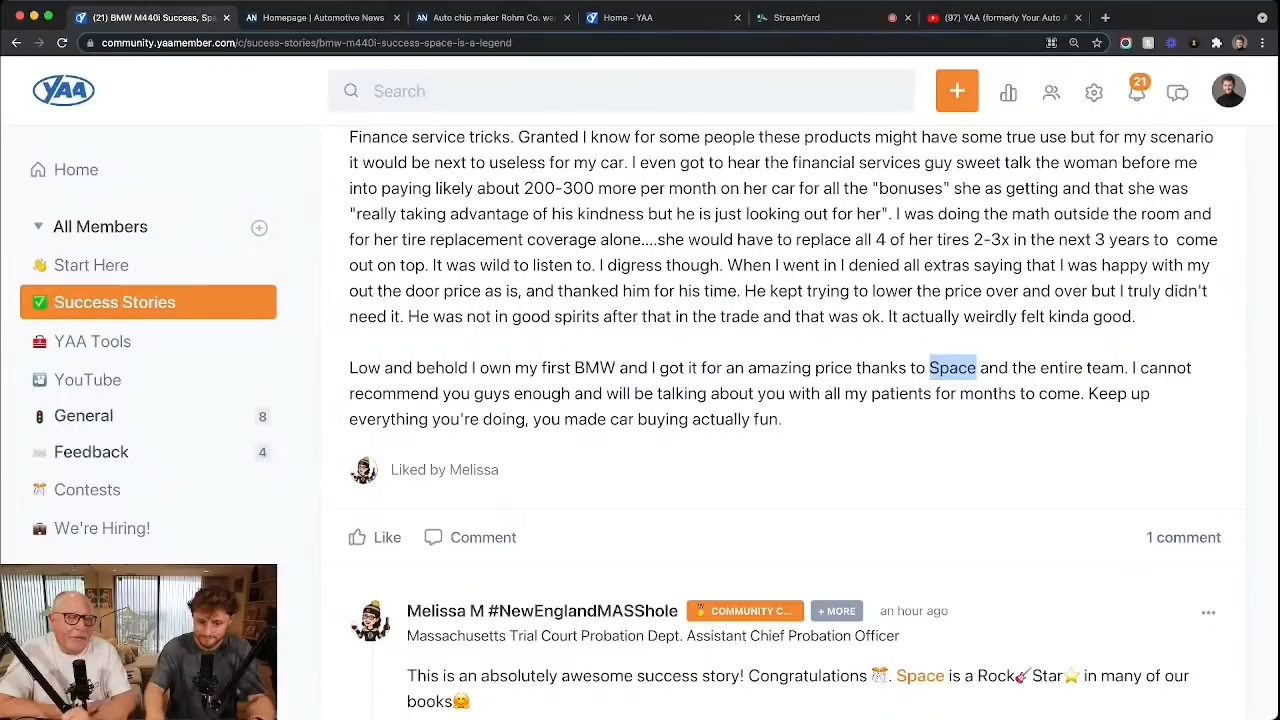 (21) BMW M440i Success, Spa
Homepage | Automotive News
Auto chip maker Rohm Co. wa
Home - YAA
StreamYard
(97) YAA (formerly Your Auto A
community.yaamember.com/c/sucess-stories/bmw-m440i-success-space-is-a-legend
YAA
Search
21
Home
All Members
Start Here
Success Stories
YAA Tools
YouTube
General 8
Feedback 4
Contests
We're Hiring!
Finance service tricks. Granted I know for some people these products might have some true use but for my scenario
it would be next to useless for my car. I even got to hear the financial services guy sweet talk the woman before me
into paying likely about 200-300 more per month on her car for all the "bonuses" she as getting and that she was
"really taking advantage of his kindness but he is just looking out for her". I was doing the math outside the room and
for her tire replacement coverage alone....she would have to replace all 4 of her tires 2-3x in the next 3 years to come
out on top. It was wild to listen to. I digress though. When I went in I denied all extras saying that I was happy with my
out the door price as is, and thanked him for his time. He kept trying to lower the price over and over but I truly didn't
need it. He was not in good spirits after that in the trade and that was ok. It actually weirdly felt kinda good.
Low and behold I own my first BMW and I got it for an amazing price thanks to Space and the entire team. I cannot
recommend you guys enough and will be talking about you with all my patients for months to come. Keep up
everything you're doing, you made car buying actually fun.
Liked by Melissa
Like Comment 1 comment
Melissa M #NewEnglandMASShole COMMUNITY C... + MORE an hour ago
Massachusetts Trial Court Probation Dept. Assistant Chief Probation Officer
This is an absolutely awesome success story! Congratulations 🎊. Space is a Rock🎸Star⭐ in many of our
books🤗